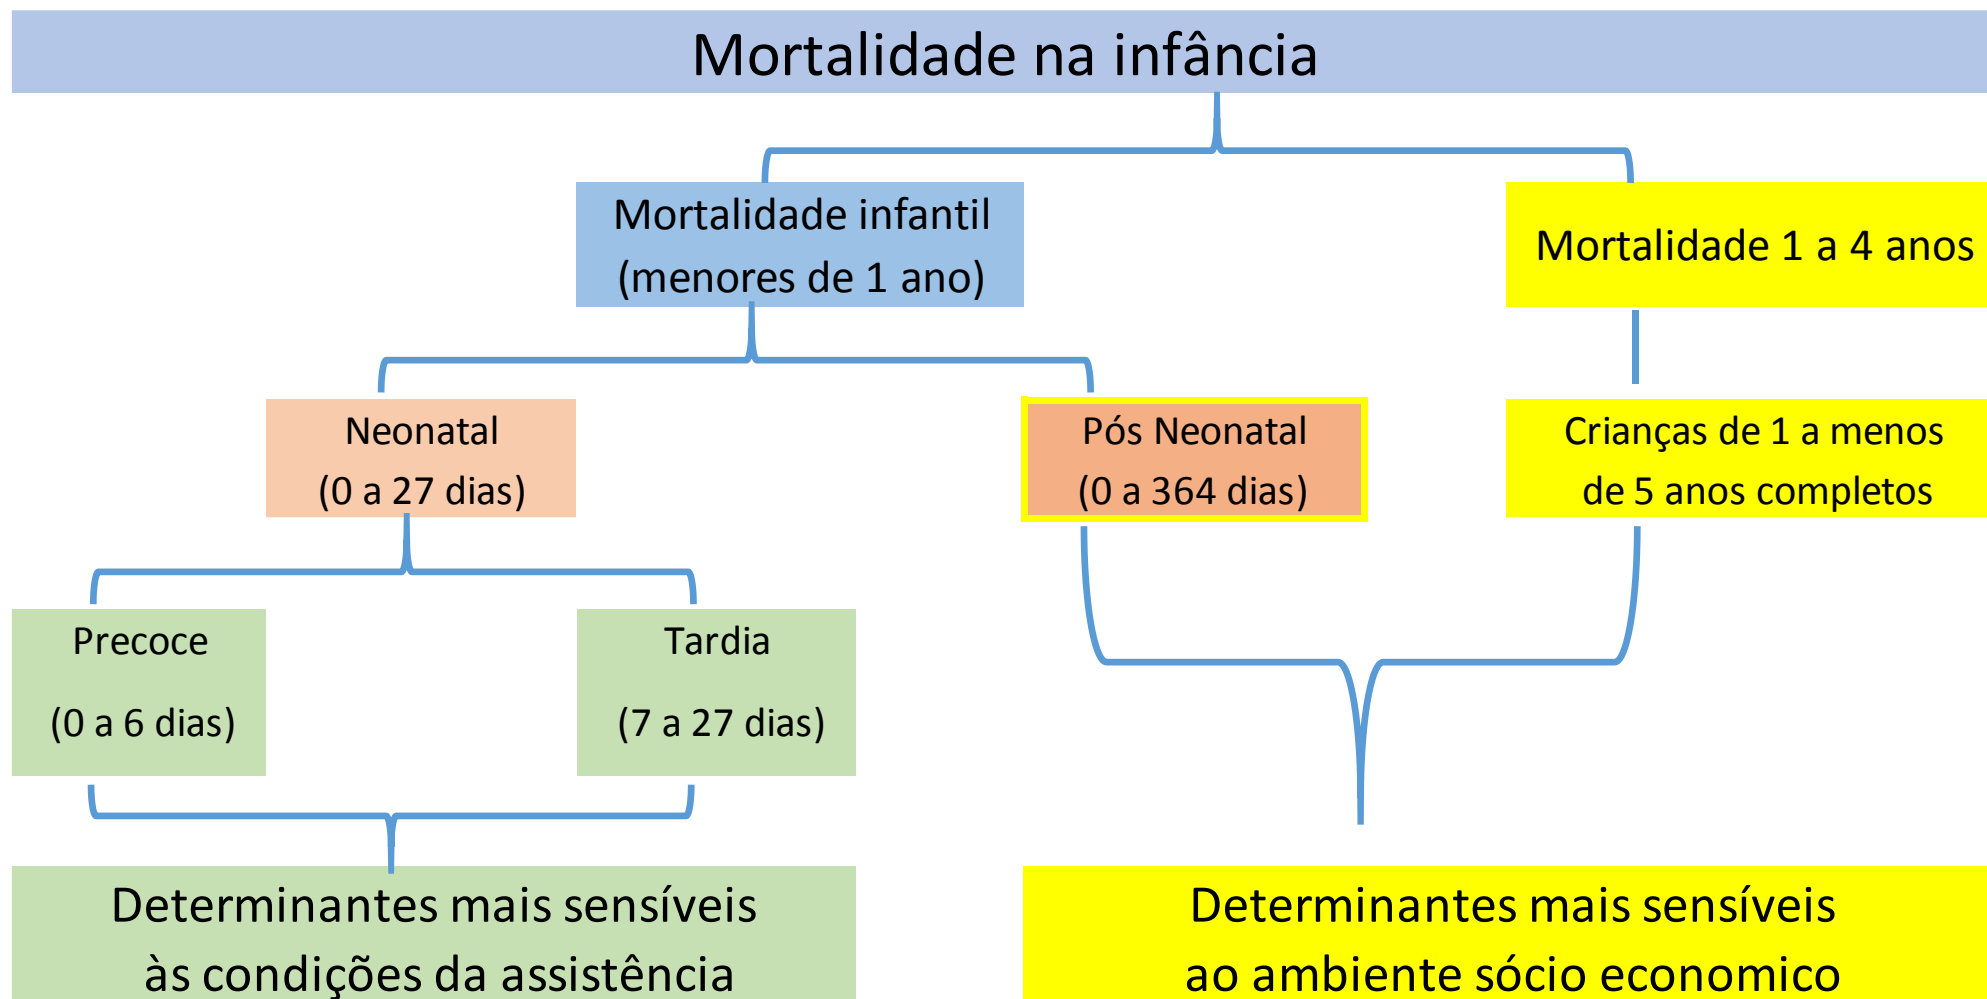 Mortalidade na infância
Mortalidade infantil
(menores de 1 ano)
Mortalidade 1 a 4 anos
Neonatal
(0 a 27 dias)
Pós Neonatal
(0 a 364 dias)
Crianças de 1 a menos
de 5 anos completos
Precoce
(0 a 6 dias)
Tardia
(7 a 27 dias)
Determinantes mais sensíveis
às condições da assistência
Determinantes mais sensíveis
ao ambiente sócio economico